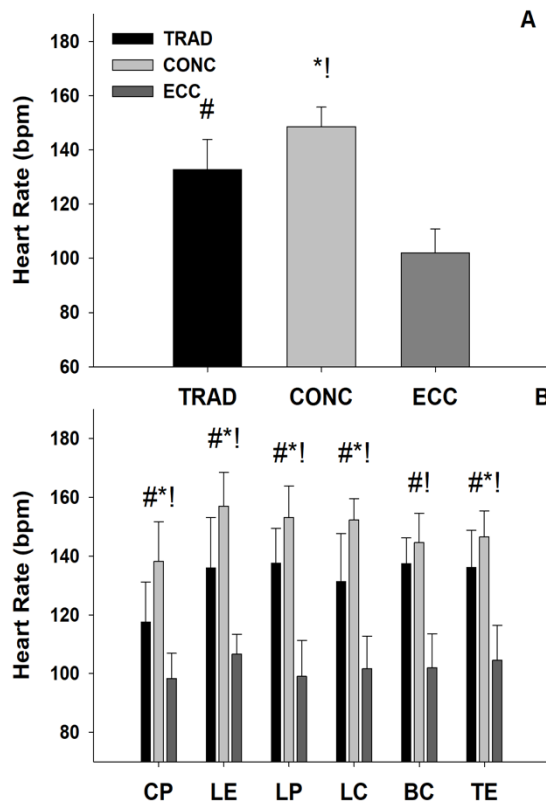 A
TRAD
CONC
ECC
#
*!
Heart Rate (bpm)
180
160
140
120
100
80
60
TRAD CONC ECC
B
Heart Rate (bpm)
180
160
140
120
100
80
#*!
#*!
#*!
#*!
#!
#*!
CP LE LP LC BC TE